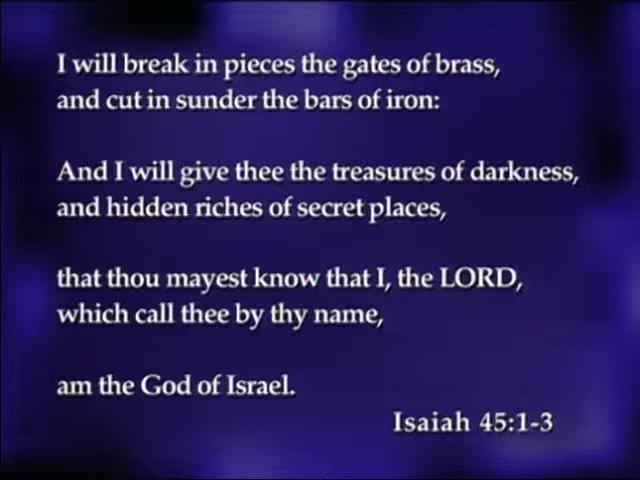 I will break in pieces the gates of brass,
and cut in sunder the bars of iron:
And I will give thee the treasures of darkness,
and hidden riches of secret places,
that thou mayest know that I, the LORD,
which call thee by thy name,
am the God of Israel.
Isaiah 45:1-3